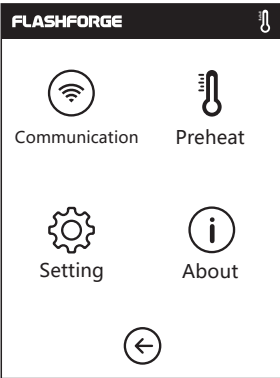 FLASHFORGE
Communication
Preheat
Setting
About